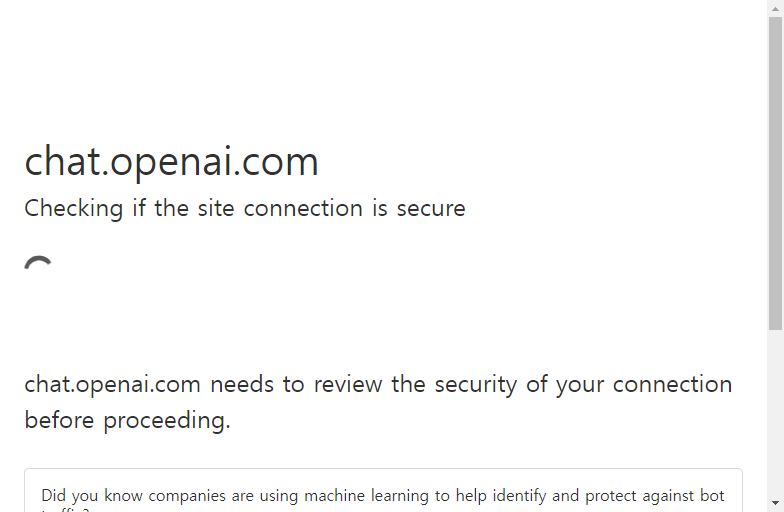 chat.openai.com
Checking if the site connection is secure
chat.openai.com needs to review the security of your connection
before proceeding.
Did you know companies are using machine learning to help identify and protect against bot
traffic?